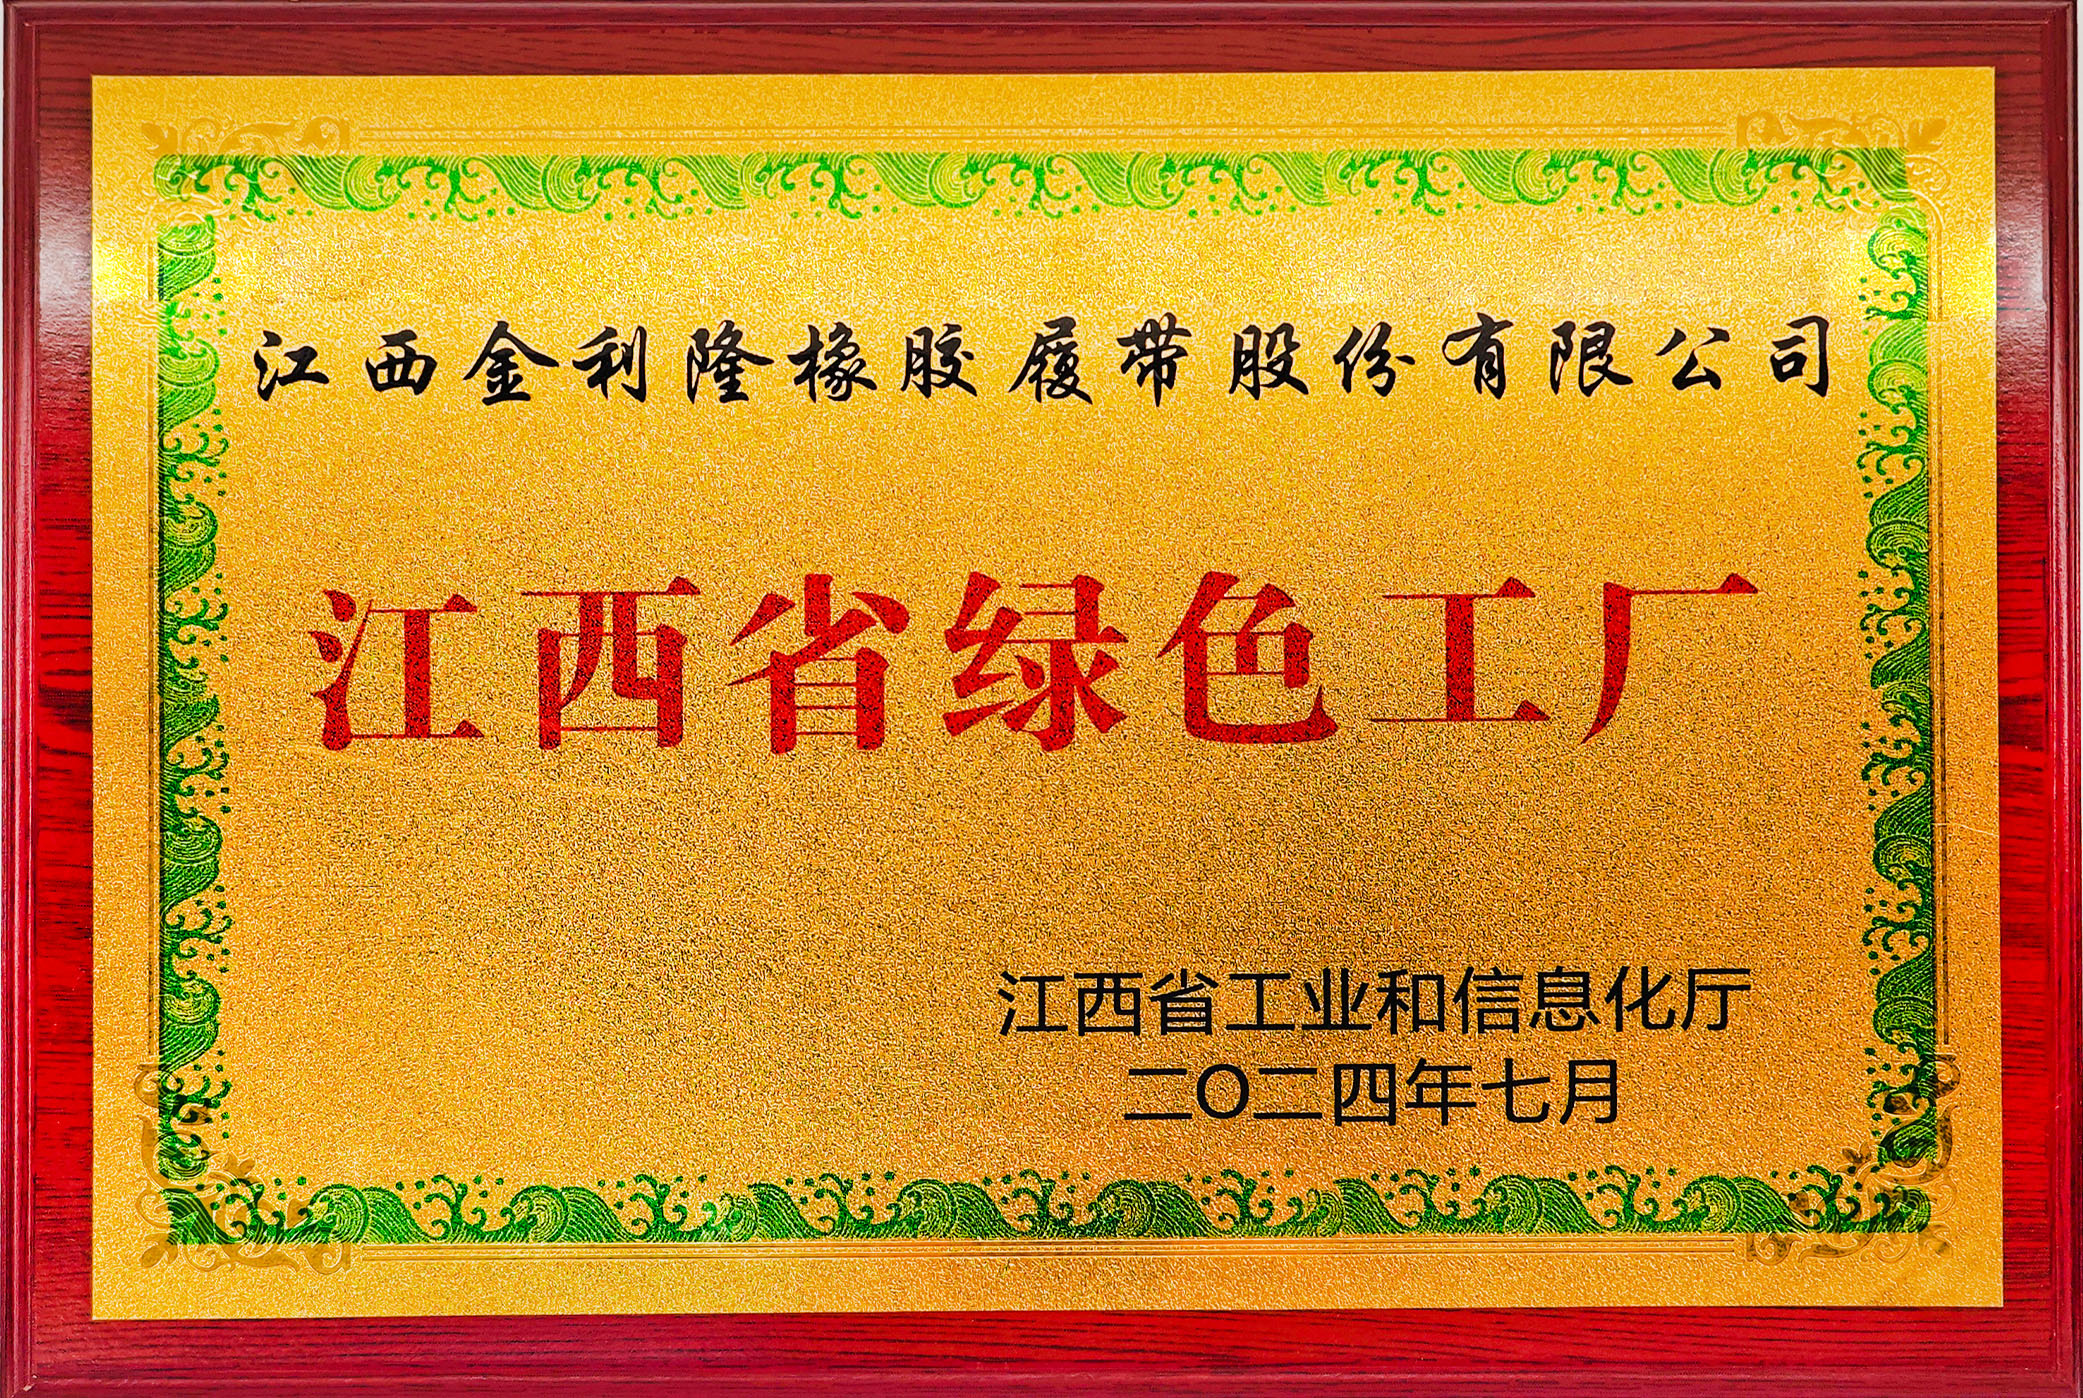 江西金利隆橡胶履带股份有限公司
江西省绿色工厂
江西省工业和信息化厅
二O二四年七月